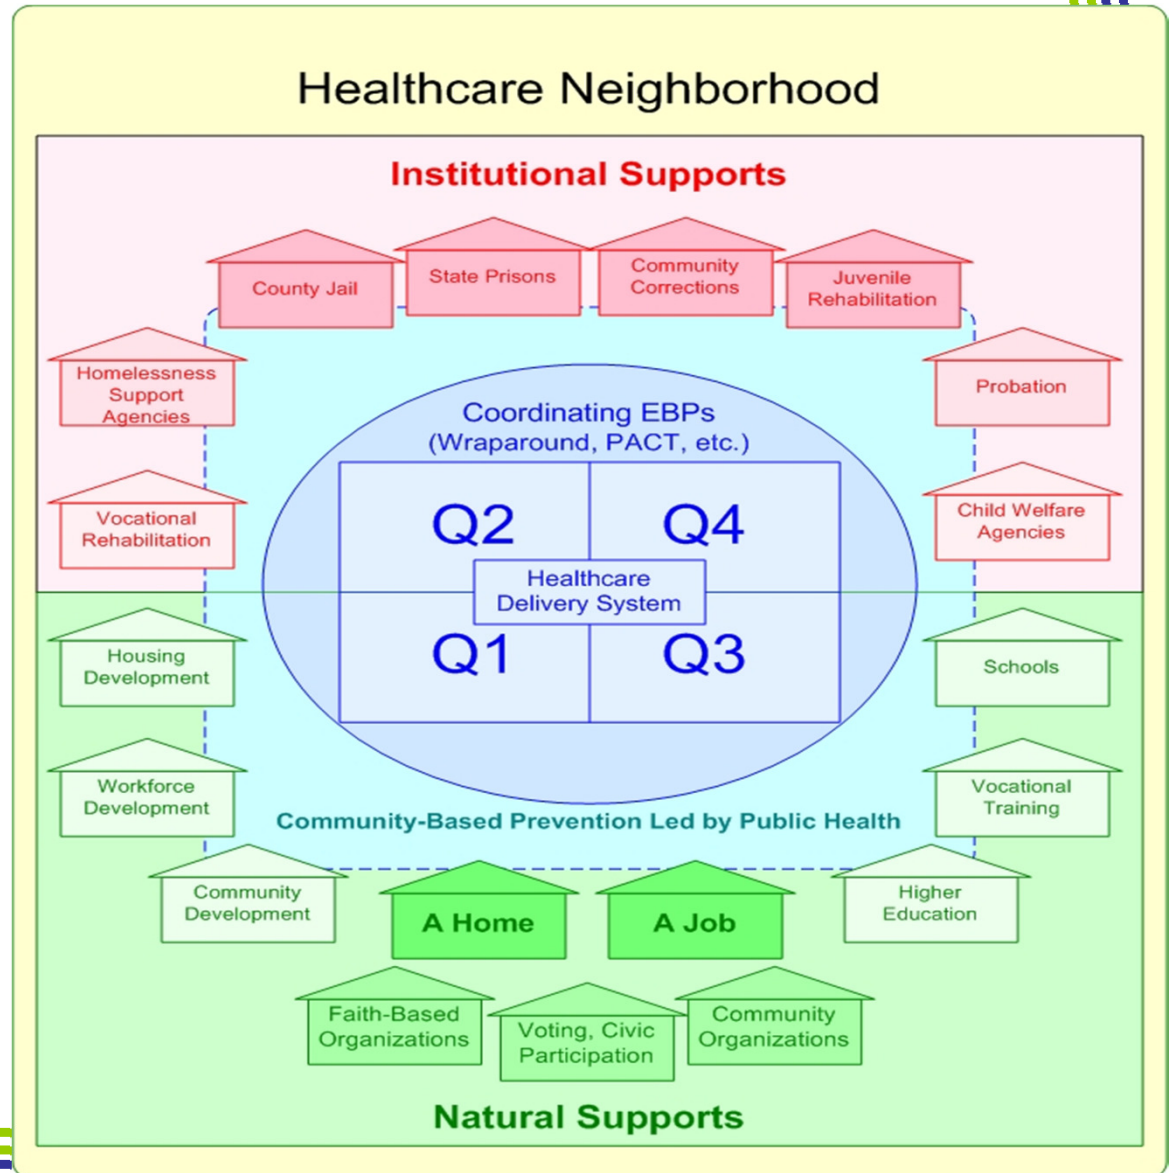 Healthcare Neighborhood
Institutional Supports
County Jail
State Prisons
Community
Corrections
Juvenile
Rehabilitation
Homelessness
Support
Agencies
Probation
Vocational
Rehabilitation
Child Welfare
Agencies
Coordinating EBPs
(Wraparound, PACT, etc.)
Q2
Q4
Healthcare
Delivery System
Q1
Q3
Housing
Development
Schools
Workforce
Development
Vocational
Training
Community-Based Prevention Led by Public Health
Community
Development
A Home
A Job
Higher
Education
Faith-Based
Organizations
Voting, Civic
Participation
Community
Organizations
Natural Supports